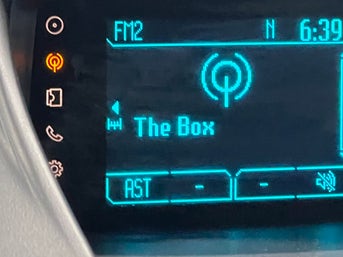 FM2 N 6:39
The Box
AST - -